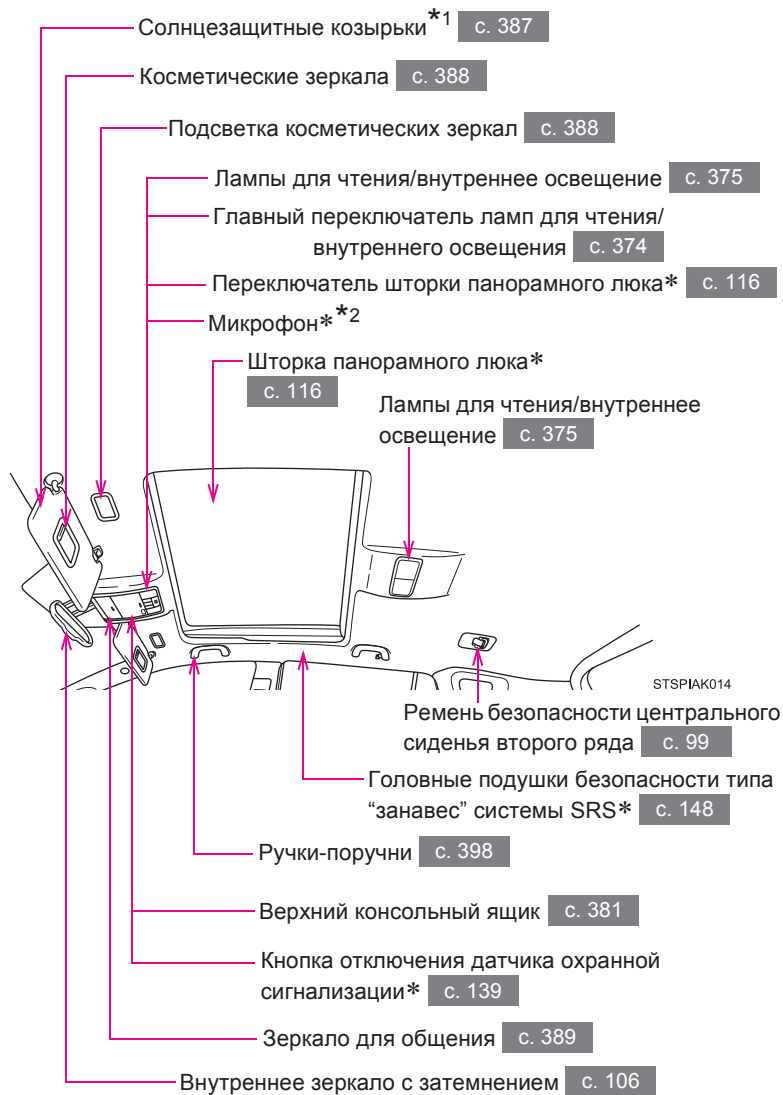 Солнцезащитные козырьки*1 с. 387
Косметические зеркала с. 388
Подсветка косметических зеркал с. 388
Лампы для чтения/внутреннее освещение с. 375
Главный переключатель ламп для чтения/
внутреннего освещения с. 374
Переключатель шторки панорамного люка* с. 116
Микрофон**2
Шторка панорамного люка*
с. 116
Лампы для чтения/внутреннее
освещение с. 375
STSPIAK014
Ремень безопасности центрального
сиденья второго ряда с. 99
Головные подушки безопасности типа
“занавес” системы SRS* с. 148
Ручки-поручни с. 398
Верхний консольный ящик с. 381
Кнопка отключения датчика охранной
сигнализации* с. 139
Зеркало для общения с. 389
Внутреннее зеркало с затемнением с. 106